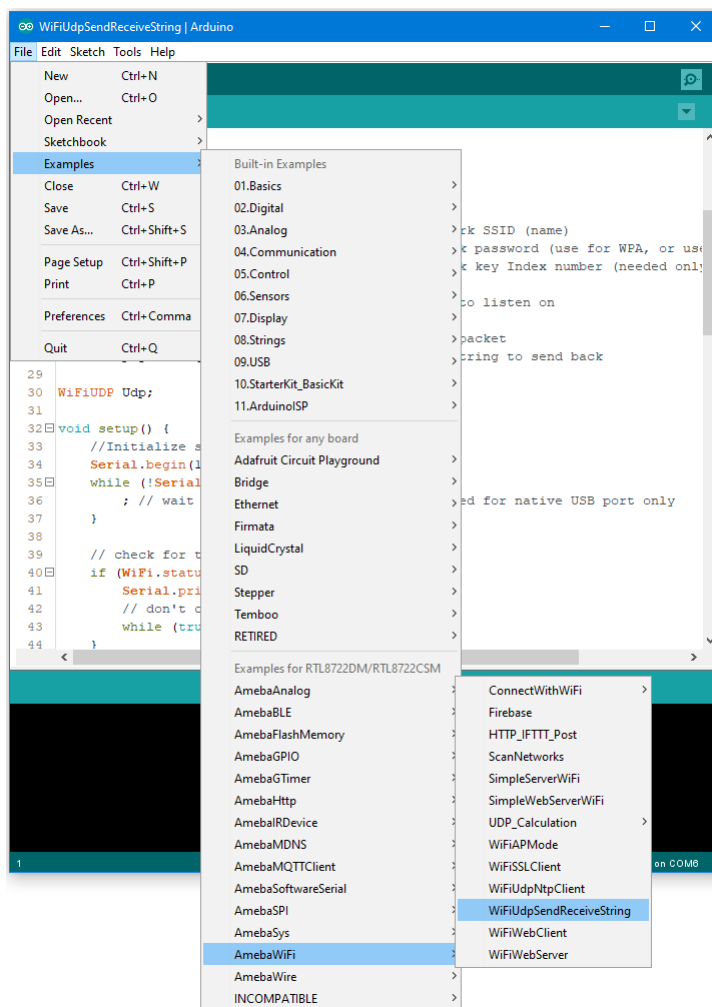 WiFiUdpSendReceiveString | Arduino
File Edit Sketch Tools Help
New Ctrl+N
Open... Ctrl+O
Open Recent
Sketchbook
Examples
Close Ctrl+W
Save Ctrl+S
Save As... Ctrl+Shift+S
Page Setup Ctrl+Shift+P
Print Ctrl+P
Preferences Ctrl+Comma
Quit Ctrl+Q
Built-in Examples
01.Basics
02.Digital
03.Analog
04.Communication
05.Control
06.Sensors
07.Display
08.Strings
09.USB
10.StarterKit_BasicKit
11.ArduinoISP
Examples for any board
Adafruit Circuit Playground
Bridge
Ethernet
Firmata
LiquidCrystal
SD
Stepper
Temboo
RETIRED
Examples for RTL8722DM/RTL8722CSM
AmebaAnalog
AmebaBLE
AmebaFlashMemory
AmebaGPIO
AmebaGTimer
AmebaHttp
AmebaIRDevice
AmebaMDNS
AmebaMQTTClient
AmebaSoftwareSerial
AmebaSPI
AmebaSys
AmebaWiFi
AmebaWire
INCOMPATIBLE
ConnectWithWiFi
Firebase
HTTP_IFTTT_Post
ScanNetworks
SimpleServerWiFi
SimpleWebServerWiFi
UDP_Calculation
WiFiAPMode
WiFiSSLClient
WiFiUdpNtpClient
WiFiUdpSendReceiveString
WiFiWebClient
WiFiWebServer
rk SSID (name)
k password (use for WPA, or use
k key Index number (needed only
to listen on
packet
tring to send back
29
30 WiFiUDP Udp;
31
32 void setup() {
33 //Initialize s
34 Serial.begin(1
35 while (!Serial
36 ; // wait ed for native USB port only
37 }
38
39 // check for t
40 if (WiFi.statu
41 Serial.pri
42 // don't c
43 while (tru
44 }
1 on COM6